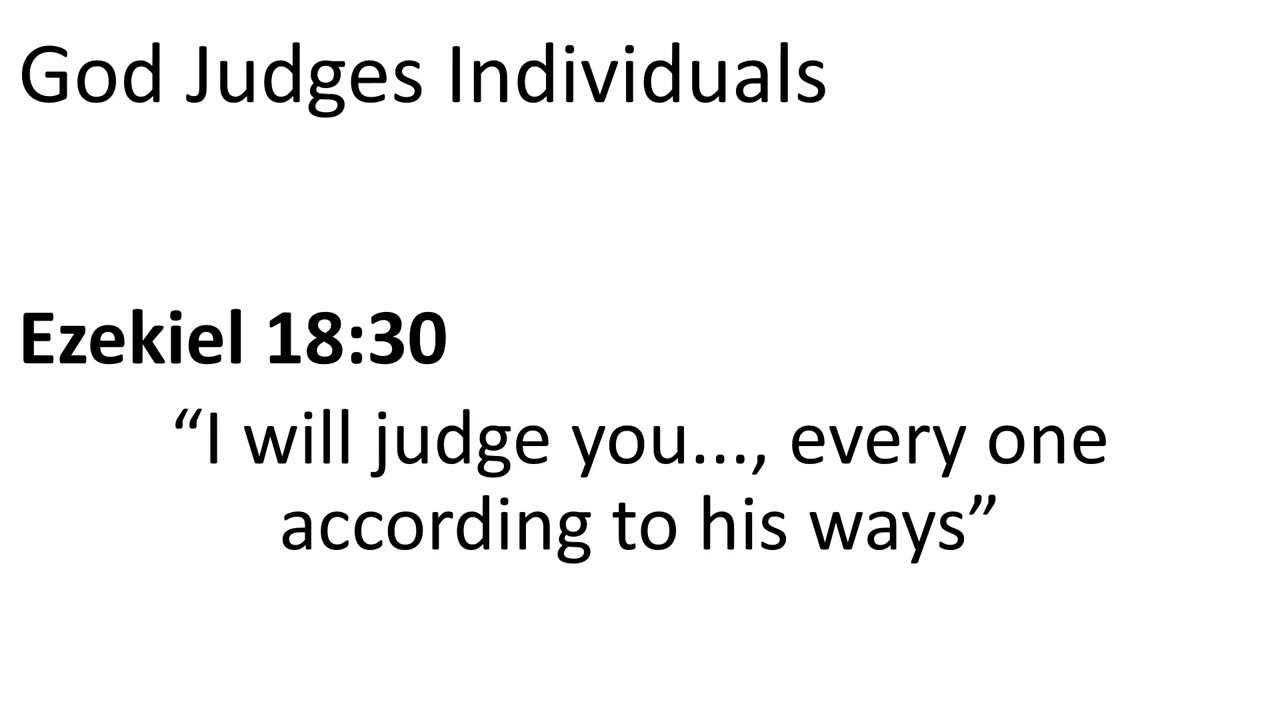 God Judges Individuals
Ezekiel 18:30
“I will judge you..., every one
according to his ways”